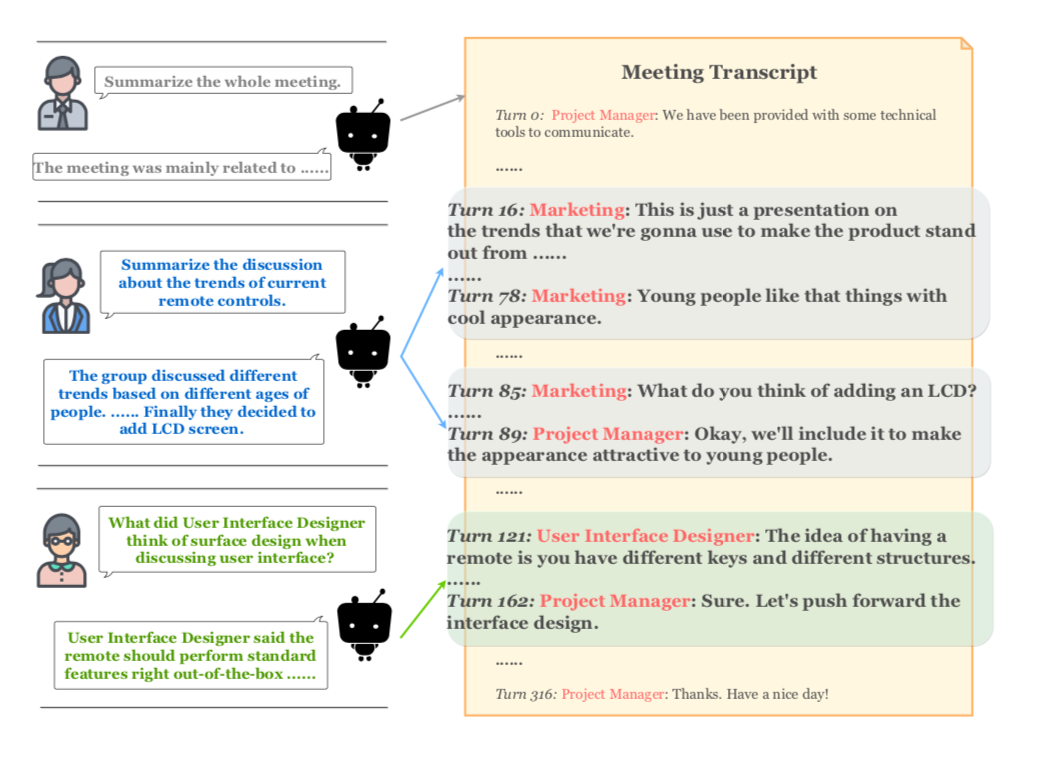 Summarize the whole meeting.
The meeting was mainly related to ......
Summarize the discussion
about the trends of current
remote controls.
The group discussed different
trends based on different ages of
people. ...... Finally they decided to
add LCD screen.
What did User Interface Designer
think of surface design when
discussing user interface?
User Interface Designer said the
remote should perform standard
features right out-of-the-box ......
Meeting Transcript
Turn 0: Project Manager: We have been provided with some technical
tools to communicate.
......
Turn 16: Marketing: This is just a presentation on
the trends that we're gonna use to make the product stand
out from ......
......
Turn 78: Marketing: Young people like that things with
cool appearance.
......
Turn 85: Marketing: What do you think of adding an LCD?
......
Turn 89: Project Manager: Okay, we'll include it to make
the appearance attractive to young people.
......
Turn 121: User Interface Designer: The idea of having a
remote is you have different keys and different structures.
......
Turn 162: Project Manager: Sure. Let's push forward the
interface design.
......
Turn 316: Project Manager: Thanks. Have a nice day!